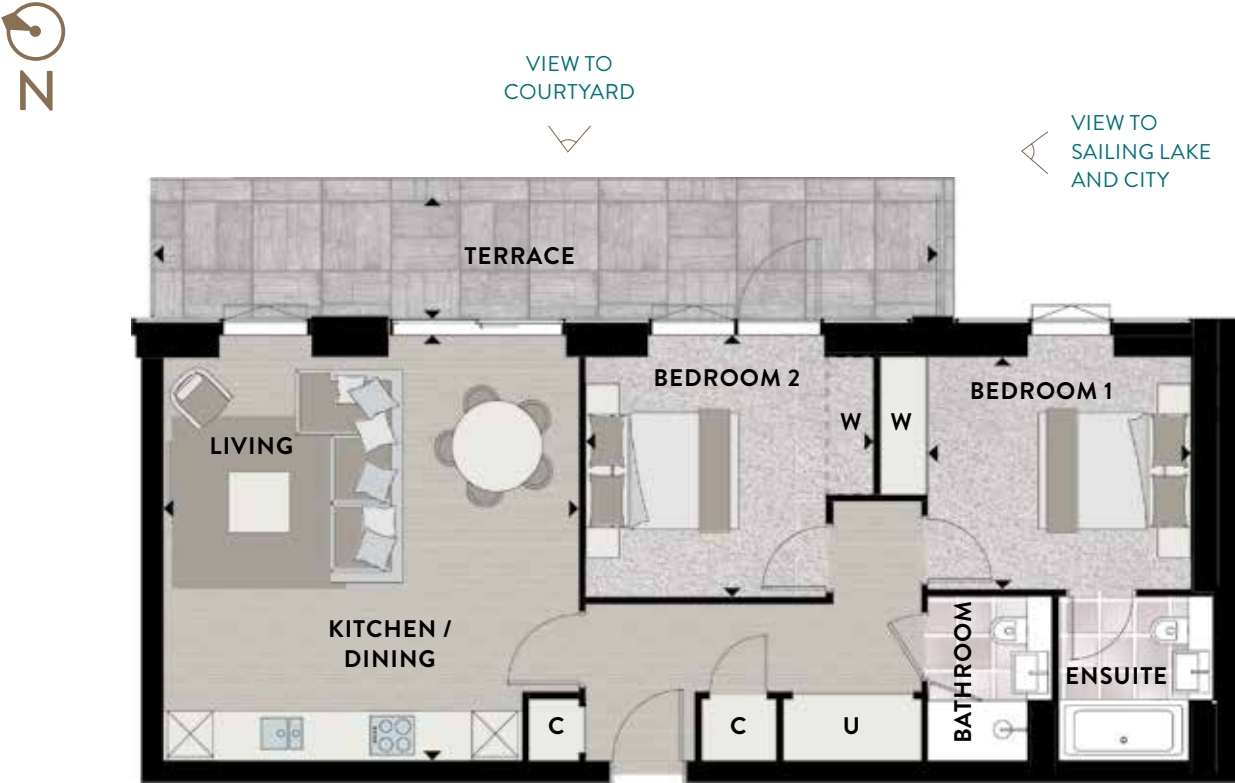 N
VIEW TO
COURTYARD
VIEW TO
SAILING LAKE
AND CITY
TERRACE
BEDROOM 2
BEDROOM 1
W
W
LIVING
KITCHEN /
DINING
BATHROOM
ENSUITE
C
C
U